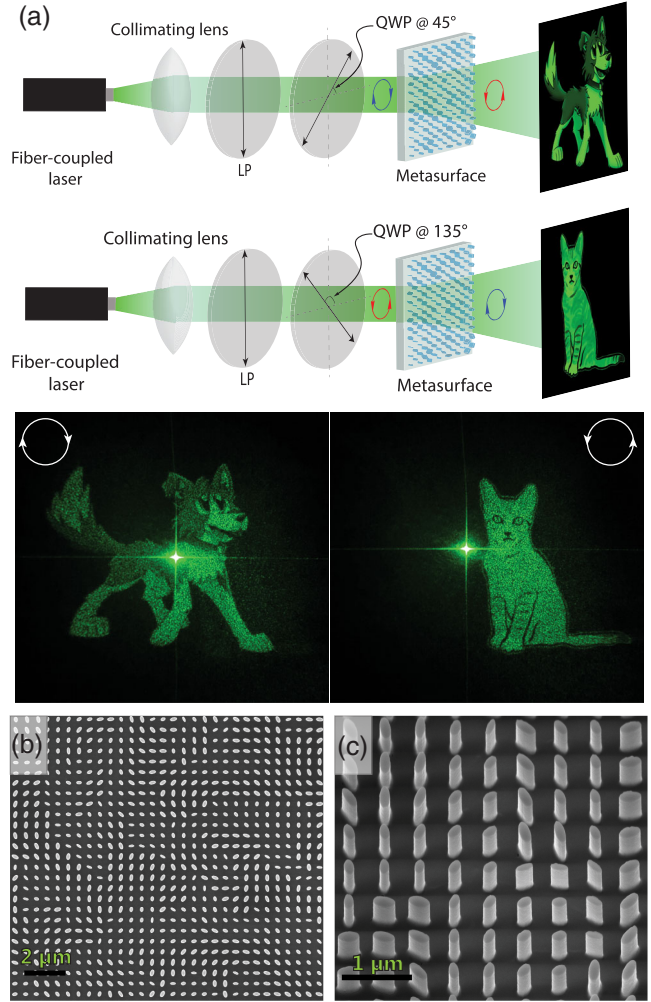 (a)
Collimating lens
QWP @ 45°
Fiber-coupled
laser
LP
Metasurface
Collimating lens
QWP @ 135°
Fiber-coupled
laser
LP
Metasurface
(b)
2 μm
(c)
1 μm